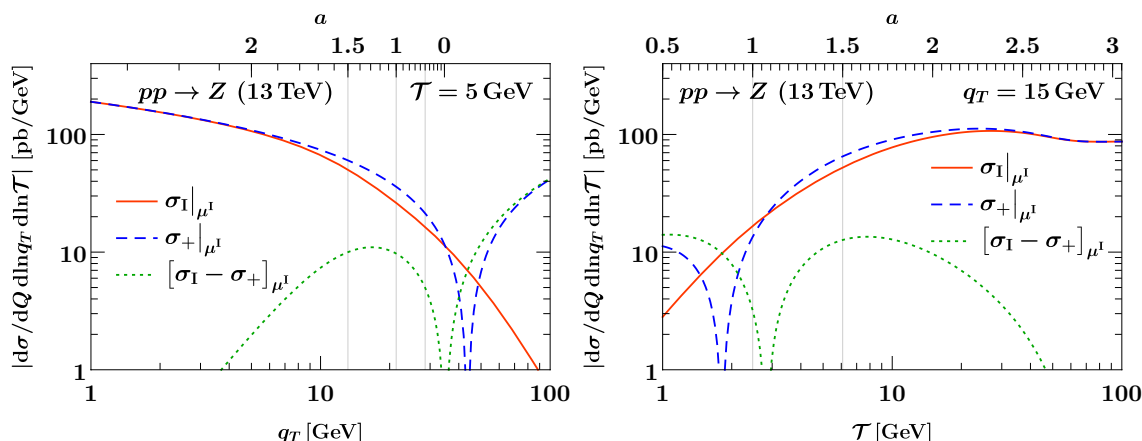 a
2 1.5 1 0
pp → Z (13 TeV) 𝒯 = 5 GeV
|dσ/dQ dlnq_T dln𝒯| [pb/GeV]
100
10
1
σ_I|_{μ^I}
σ_+|_{μ^I}
[σ_I − σ_+]_{μ^I}
1 10 100
q_T [GeV]
a
0.5 1 1.5 2 2.5 3
pp → Z (13 TeV) q_T = 15 GeV
|dσ/dQ dlnq_T dln𝒯| [pb/GeV]
100
10
1
σ_I|_{μ^I}
σ_+|_{μ^I}
[σ_I − σ_+]_{μ^I}
1 10 100
𝒯 [GeV]